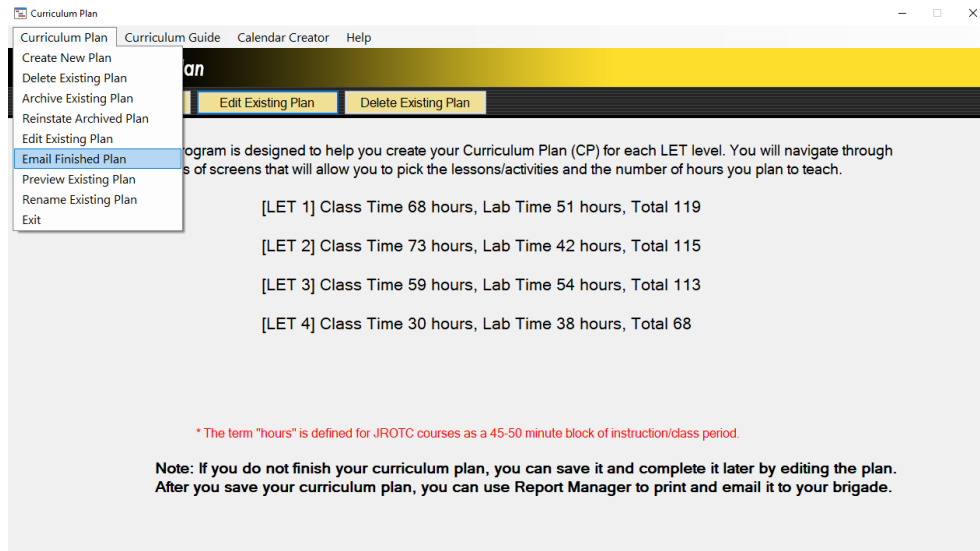 Curriculum Plan
Curriculum Plan Curriculum Guide Calendar Creator Help
Create New Plan
Delete Existing Plan
Archive Existing Plan
Reinstate Archived Plan
Edit Existing Plan
Email Finished Plan
Preview Existing Plan
Rename Existing Plan
Exit
an
Edit Existing Plan Delete Existing Plan
ogram is designed to help you create your Curriculum Plan (CP) for each LET level. You will navigate through
s of screens that will allow you to pick the lessons/activities and the number of hours you plan to teach.
[LET 1] Class Time 68 hours, Lab Time 51 hours, Total 119
[LET 2] Class Time 73 hours, Lab Time 42 hours, Total 115
[LET 3] Class Time 59 hours, Lab Time 54 hours, Total 113
[LET 4] Class Time 30 hours, Lab Time 38 hours, Total 68
* The term "hours" is defined for JROTC courses as a 45-50 minute block of instruction/class period.
Note: If you do not finish your curriculum plan, you can save it and complete it later by editing the plan.
After you save your curriculum plan, you can use Report Manager to print and email it to your brigade.